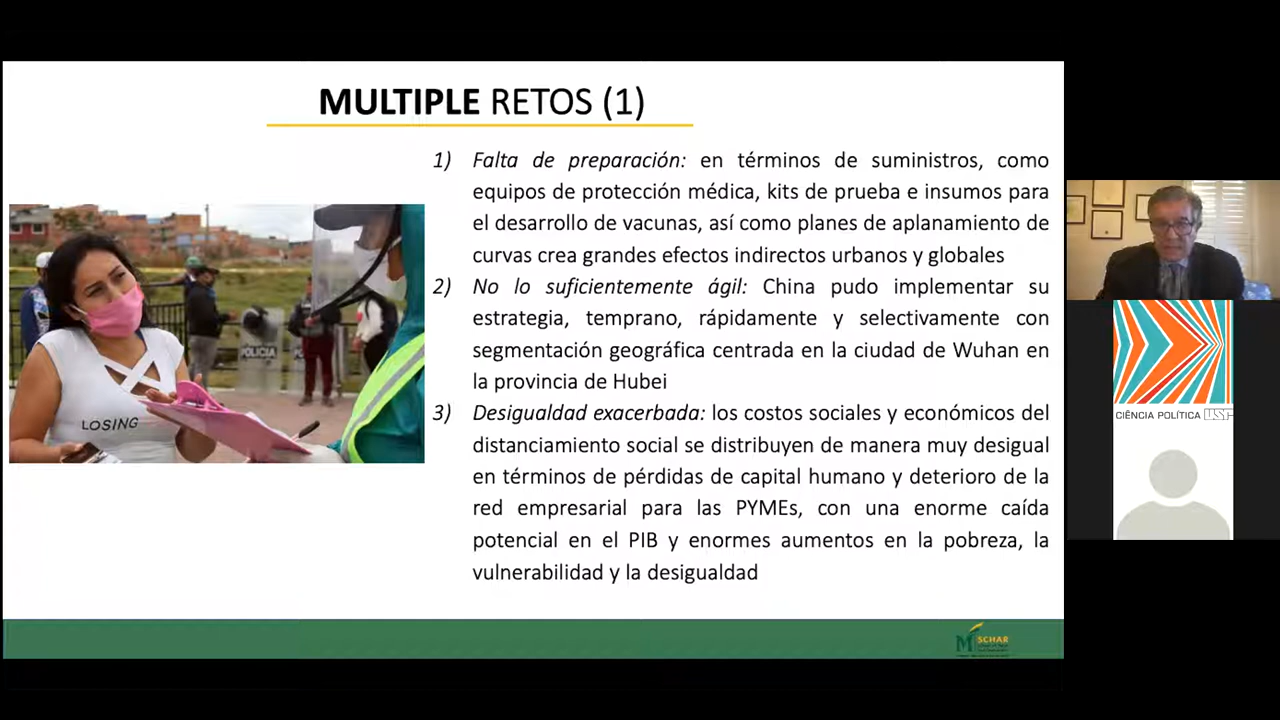 MULTIPLE RETOS (1)
1) Falta de preparación: en términos de suministros, como
equipos de protección médica, kits de prueba e insumos para
el desarrollo de vacunas, así como planes de aplanamiento de
curvas crea grandes efectos indirectos urbanos y globales
2) No lo suficientemente ágil: China pudo implementar su
estrategia, temprano, rápidamente y selectivamente con
segmentación geográfica centrada en la ciudad de Wuhan en
la provincia de Hubei
3) Desigualdad exacerbada: los costos sociales y económicos del
distanciamiento social se distribuyen de manera muy desigual
en términos de pérdidas de capital humano y deterioro de la
red empresarial para las PYMEs, con una enorme caída
potencial en el PIB y enormes aumentos en la pobreza, la
vulnerabilidad y la desigualdad
POLICIA
LOSING
CIÊNCIA POLÍTICA USP
M SCHAR